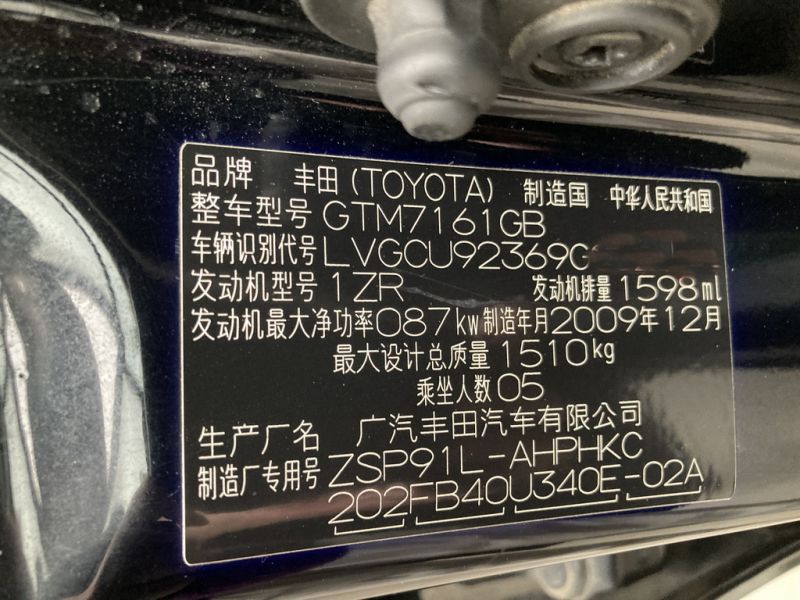 品牌 丰田(TOYOTA) 制造国 中华人民共和国
整车型号 GTM7161GB
车辆识别代号 LVGCU92369G
发动机型号 1ZR 发动机排量 1598ml
发动机最大净功率 087kw 制造年月 2009年12月
最大设计总质量 1510kg
乘坐人数 05
生产厂名 广汽丰田汽车有限公司
制造厂专用号 ZSP91L-AHPHKC
202FB40U340E-02A